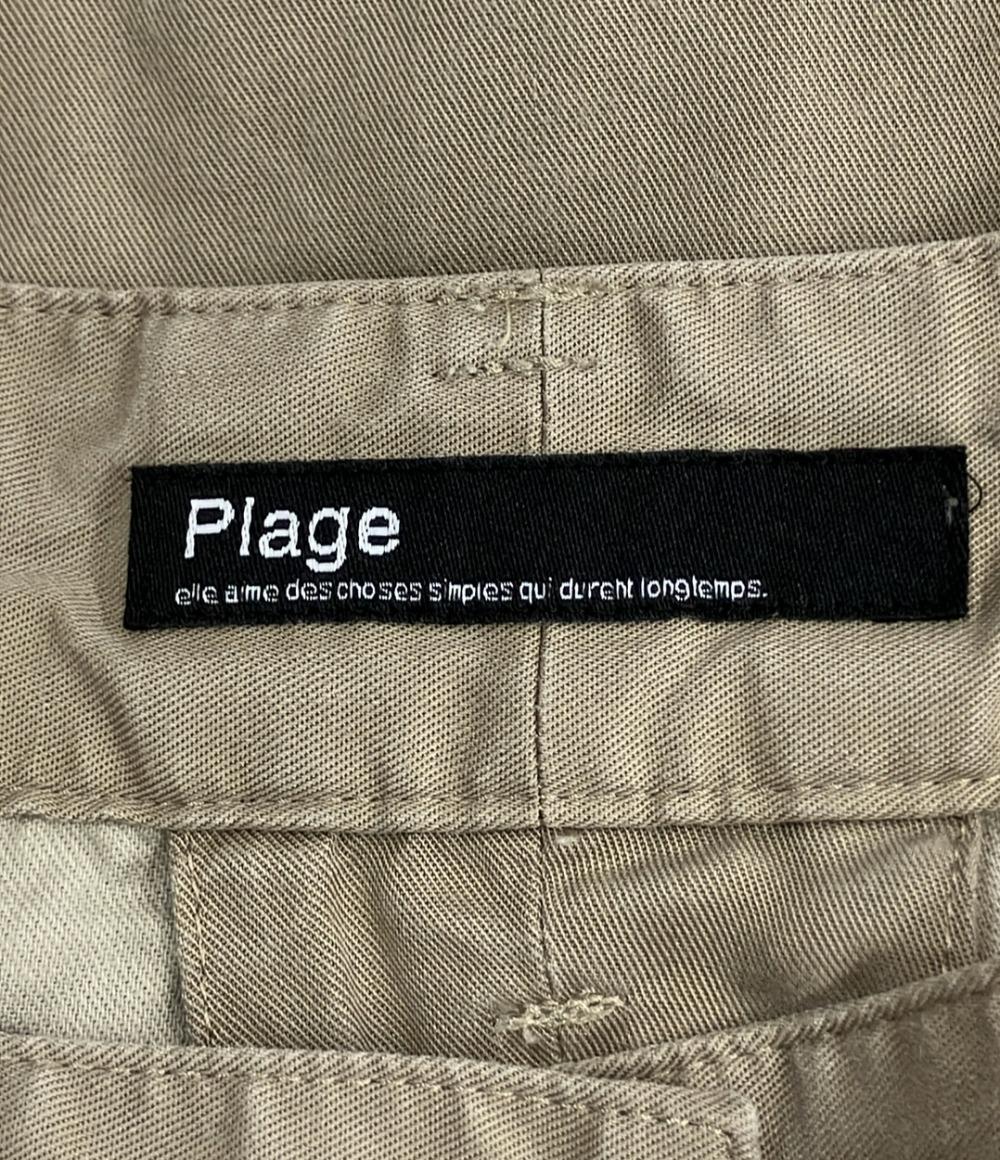 Plage
elle aime des choses simples qui durent longtemps.